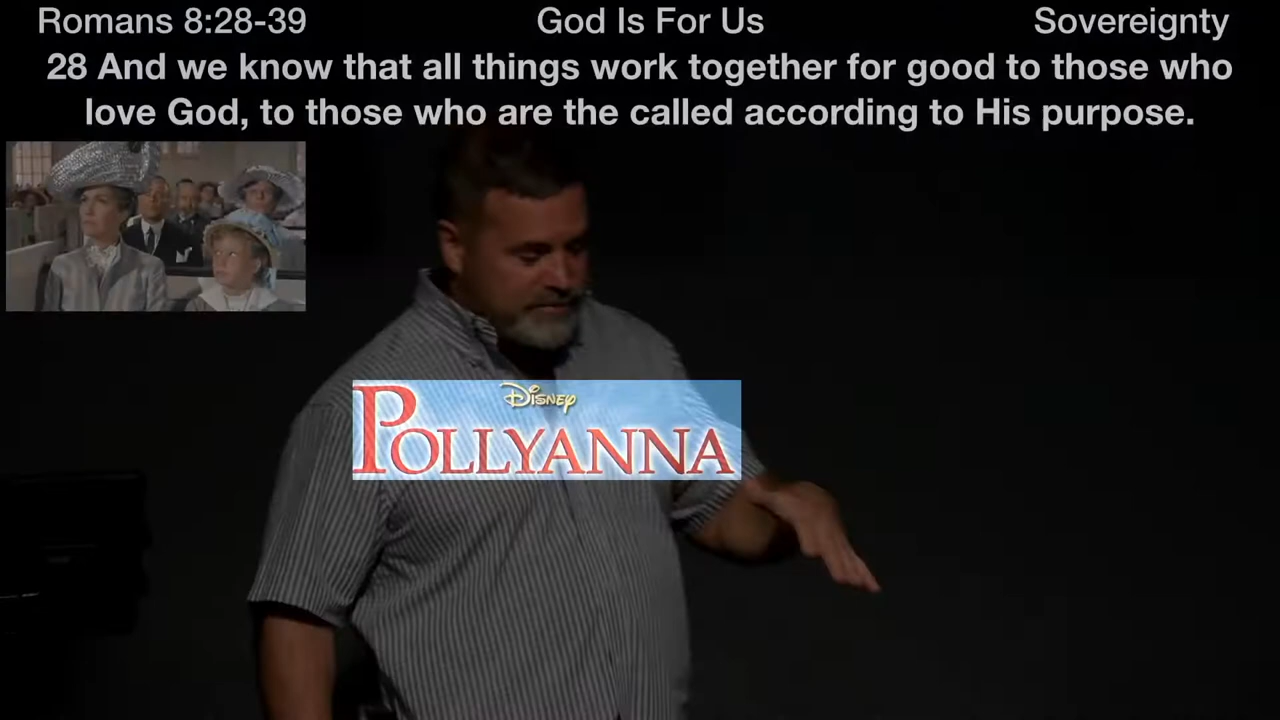 Romans 8:28-39 God Is For Us Sovereignty
28 And we know that all things work together for good to those who
love God, to those who are the called according to His purpose.
Disney
POLLYANNA